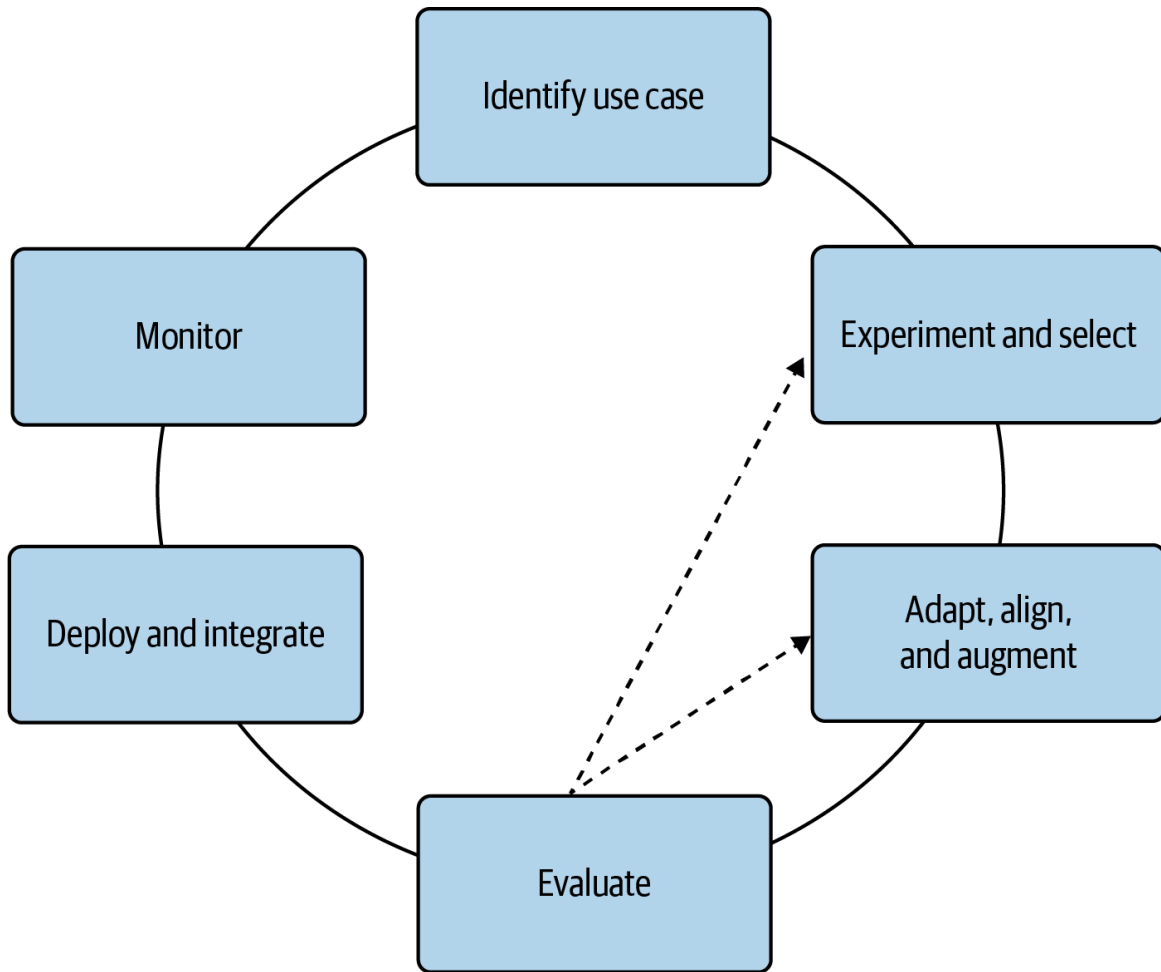 Identify use case
Experiment and select
Adapt, align,
and augment
Evaluate
Deploy and integrate
Monitor